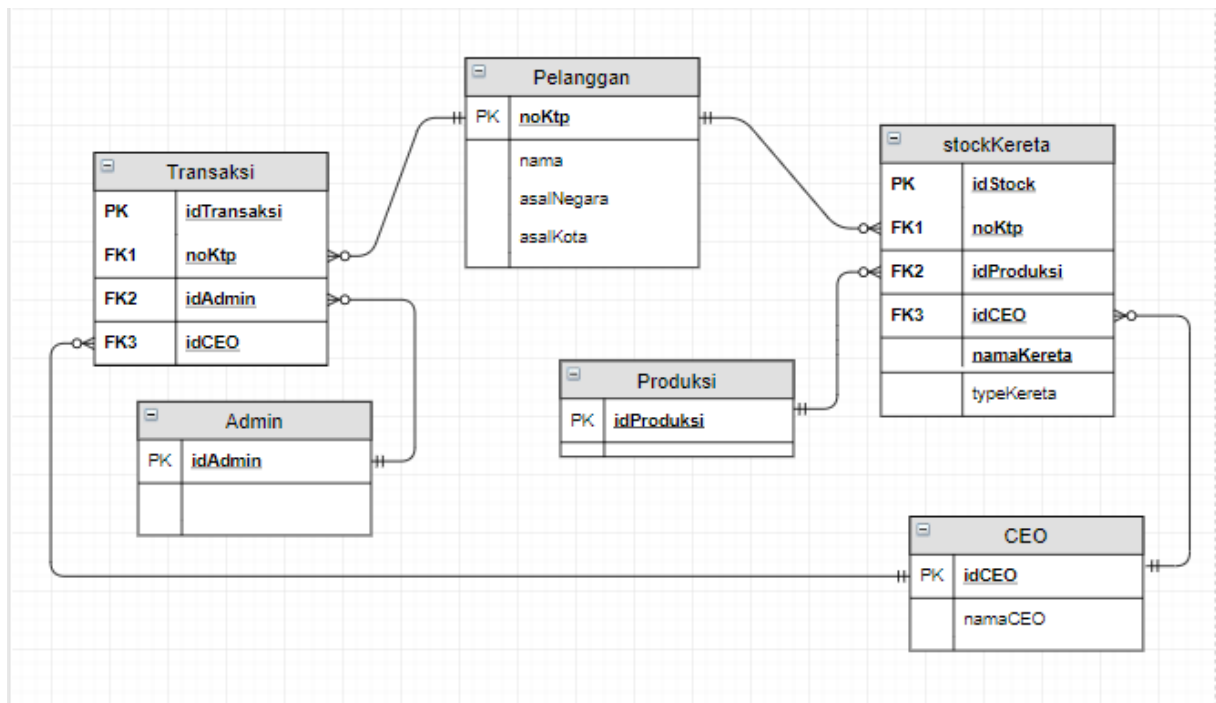 Pelanggan
PK noKtp
nama
asalNegara
asalKota
Transaksi
PK idTransaksi
FK1 noKtp
FK2 idAdmin
FK3 idCEO
stockKereta
PK idStock
FK1 noKtp
FK2 idProduksi
FK3 idCEO
namaKereta
typeKereta
Produksi
PK idProduksi
Admin
PK idAdmin
CEO
PK idCEO
namaCEO